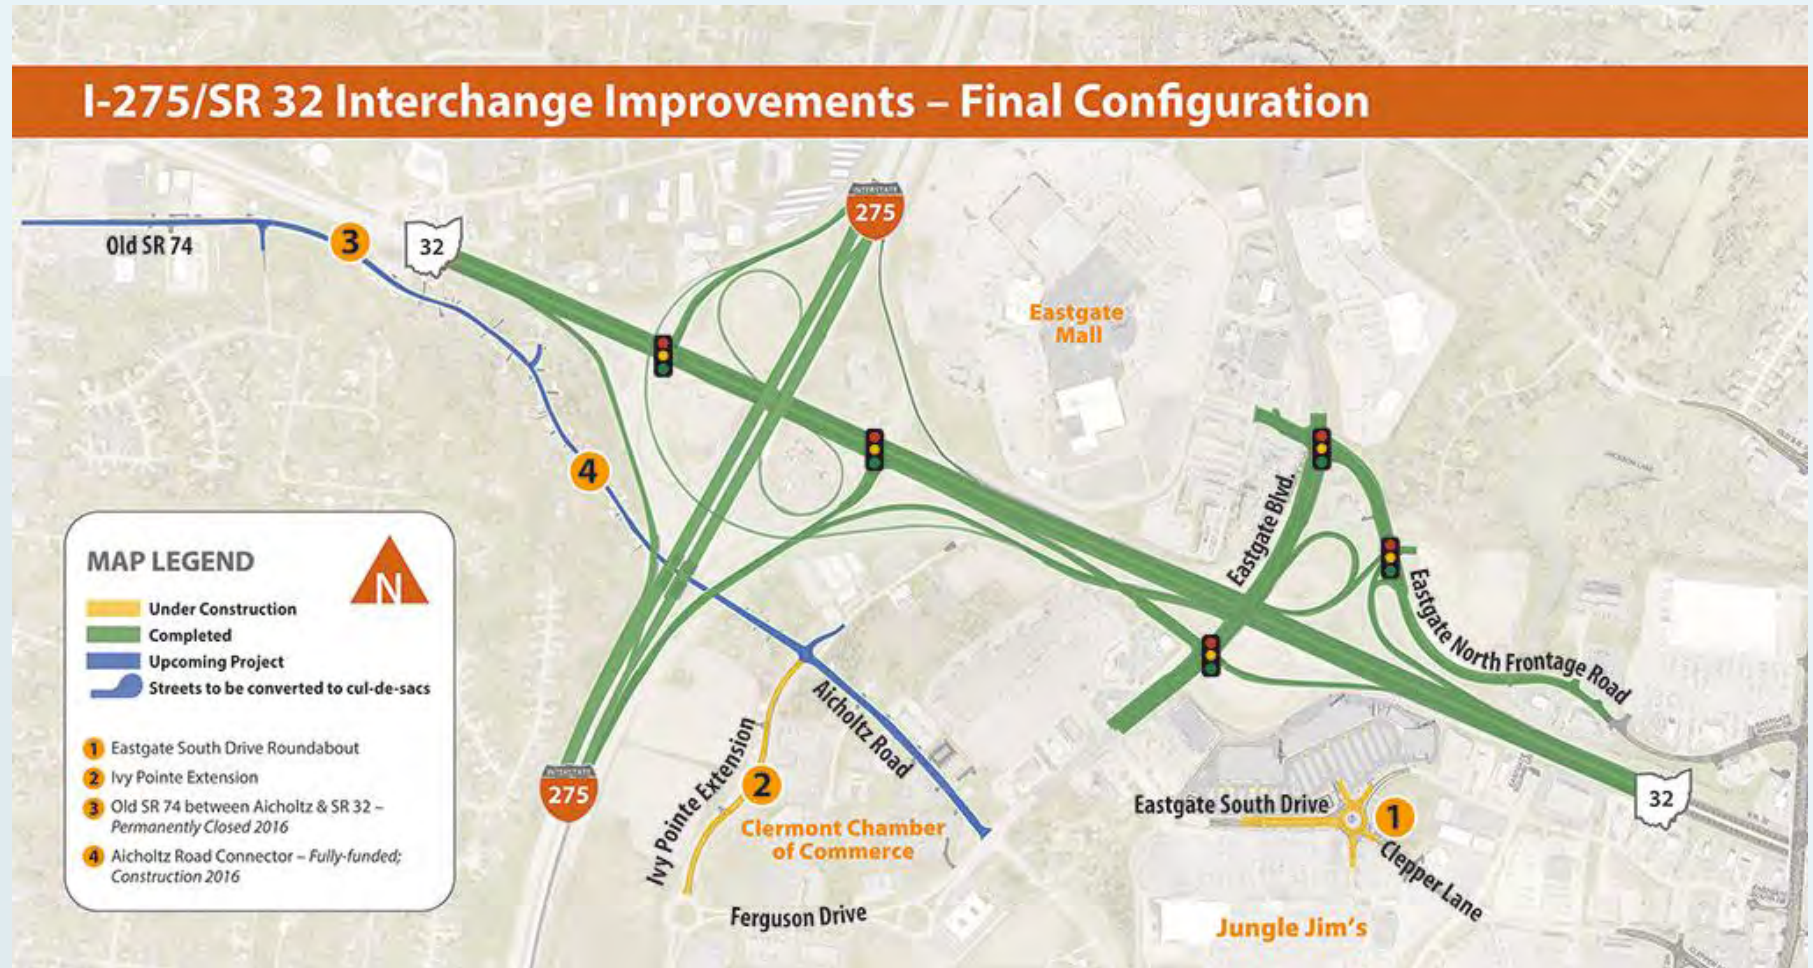 I-275/SR 32 Interchange Improvements – Final Configuration
INTERSTATE
275
Old SR 74
3
32
Eastgate
Mall
4
Eastgate Blvd.
Eastgate North Frontage Road
MAP LEGEND
N
Under Construction
Completed
Upcoming Project
Streets to be converted to cul-de-sacs
1 Eastgate South Drive Roundabout
2 Ivy Pointe Extension
3 Old SR 74 between Aicholtz & SR 32 –
Permanently Closed 2016
4 Aicholtz Road Connector – Fully-funded;
Construction 2016
INTERSTATE
275
Ivy Pointe Extension
2
Aicholtz Road
Clermont Chamber
of Commerce
Ferguson Drive
Eastgate South Drive
1
Clepper Lane
Jungle Jim's
32